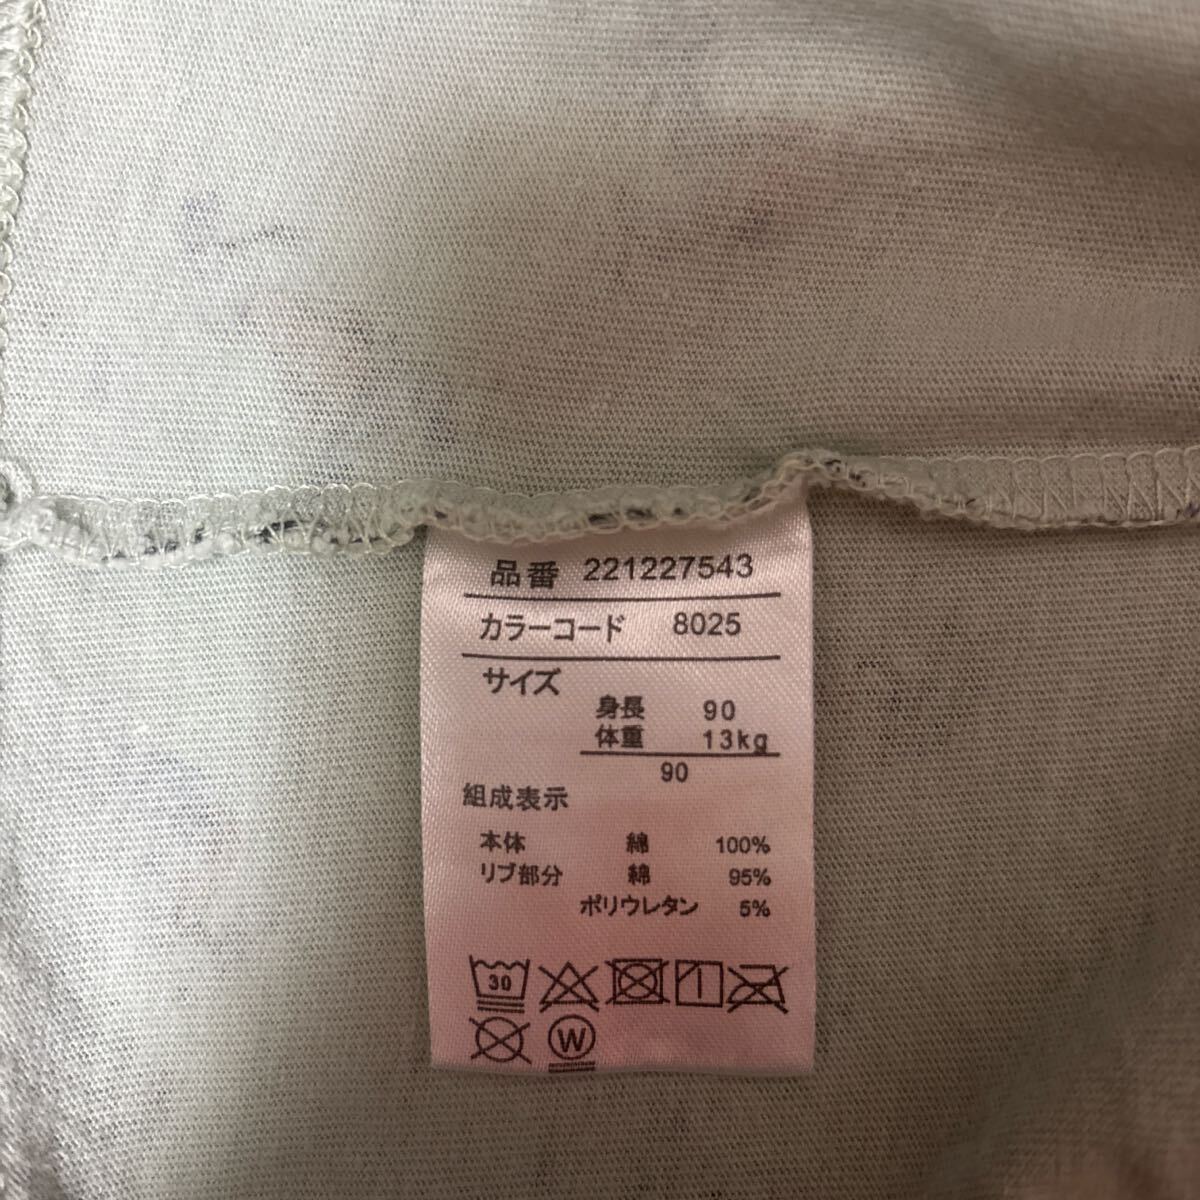 品番 221227543
カラーコード 8025
サイズ
身長 90
体重 13kg
90
組成表示
本体 綿 100%
リブ部分 綿 95%
ポリウレタン 5%
30
W